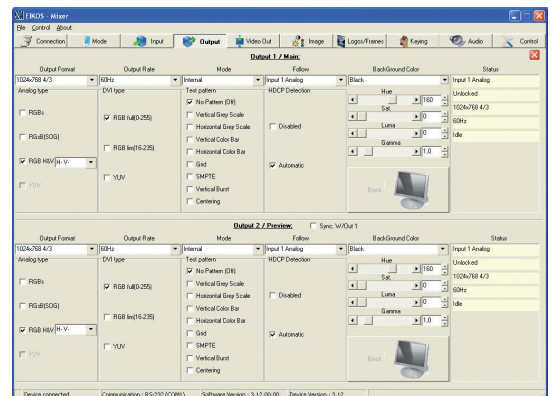 EIKOS - Mixer
File Control About
Connection Mode Input Output Video Out Image Logos/Frames Keying Audio Control
Output 1 / Main:
Output Format Output Rate Mode Follow BackGround Color Status
1024x768 4/3 60Hz Internal Input 1 Analog Black Input 1 Analog
Analog type DVI type Test pattern HDCP Detection Hue Unlocked
160
RGBs RGB full(0-255) No Pattern (Off) Disabled Sat. 1024x768 4/3
Vertical Grey Scale 0 60Hz
RGsB(SOG) RGB lim(16-235) Horizontal Grey Scale Luma Idle
Vertical Color Bar 0
RGB H&V H- V- Horizontal Color Bar Automatic Gamma
Grid 1,0
YUV YUV SMPTE
Vertical Burst Black
Centering
Output 2 / Preview: Sync. W/Out 1
Output Format Output Rate Mode Follow BackGround Color Status
1024x768 4/3 60Hz Internal Input 1 Analog Black Input 1 Analog
Analog type DVI type Test pattern HDCP Detection Hue Unlocked
160
RGBs RGB full(0-255) No Pattern (Off) Disabled Sat. 1024x768 4/3
Vertical Grey Scale 0 60Hz
RGsB(SOG) RGB lim(16-235) Horizontal Grey Scale Luma Idle
Vertical Color Bar 0
RGB H&V H- V- Horizontal Color Bar Automatic Gamma
Grid 1,0
YUV YUV SMPTE
Vertical Burst Black
Centering
Device connected Communication : RS-232 (COM1) Software Version : 3.12.00.00 Device Version : 3.12